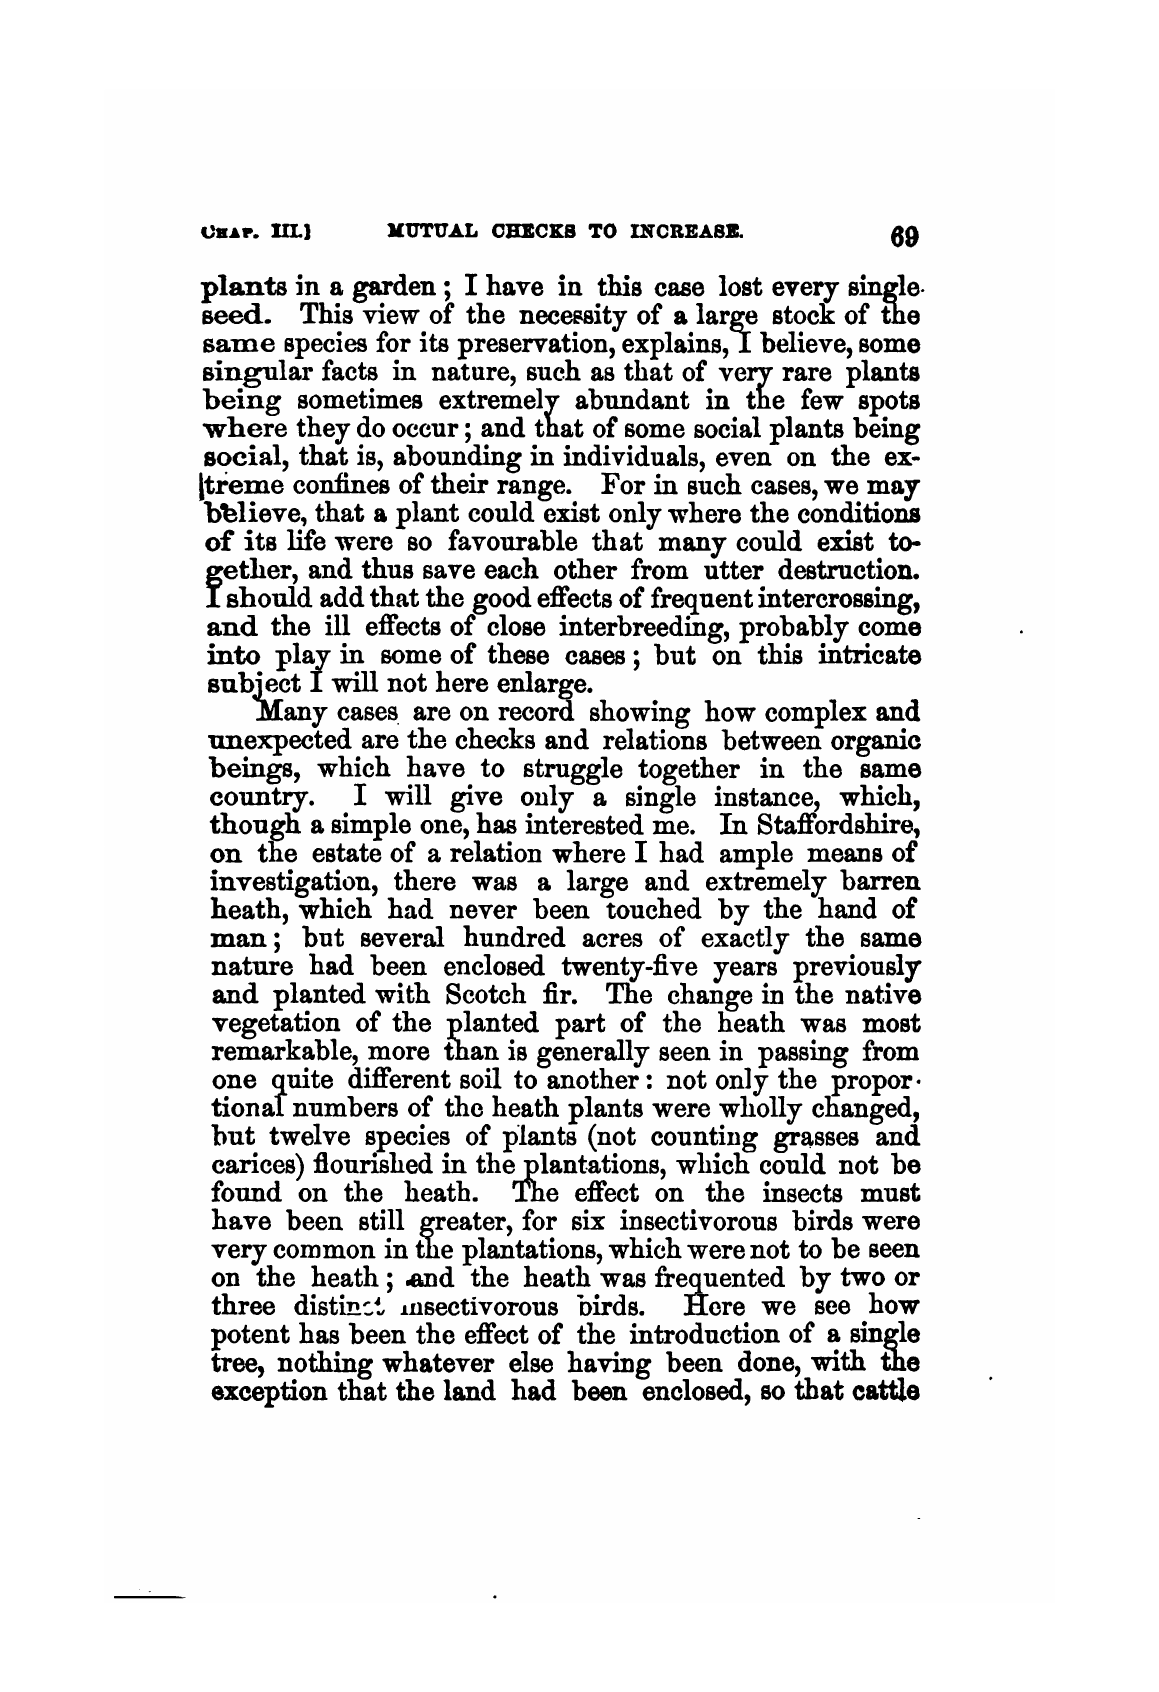 CHAP. III.] MUTUAL CHECKS TO INCREASE. 69
plants in a garden; I have in this case lost every single
seed. This view of the necessity of a large stock of the
same species for its preservation, explains, I believe, some
singular facts in nature, such as that of very rare plants
being sometimes extremely abundant in the few spots
where they do occur; and that of some social plants being
social, that is, abounding in individuals, even on the ex-
treme confines of their range. For in such cases, we may
believe, that a plant could exist only where the conditions
of its life were so favourable that many could exist to-
gether, and thus save each other from utter destruction.
I should add that the good effects of frequent intercrossing,
and the ill effects of close interbreeding, probably come
into play in some of these cases; but on this intricate
subject I will not here enlarge.
Many cases are on record showing how complex and
unexpected are the checks and relations between organic
beings, which have to struggle together in the same
country. I will give only a single instance, which,
though a simple one, has interested me. In Staffordshire,
on the estate of a relation where I had ample means of
investigation, there was a large and extremely barren
heath, which had never been touched by the hand of
man; but several hundred acres of exactly the same
nature had been enclosed twenty-five years previously
and planted with Scotch fir. The change in the native
vegetation of the planted part of the heath was most
remarkable, more than is generally seen in passing from
one quite different soil to another: not only the propor-
tional numbers of the heath plants were wholly changed,
but twelve species of plants (not counting grasses and
carices) flourished in the plantations, which could not be
found on the heath. The effect on the insects must
have been still greater, for six insectivorous birds were
very common in the plantations, which were not to be seen
on the heath; and the heath was frequented by two or
three distinct insectivorous birds. Here we see how
potent has been the effect of the introduction of a single
tree, nothing whatever else having been done, with the
exception that the land had been enclosed, so that cattle